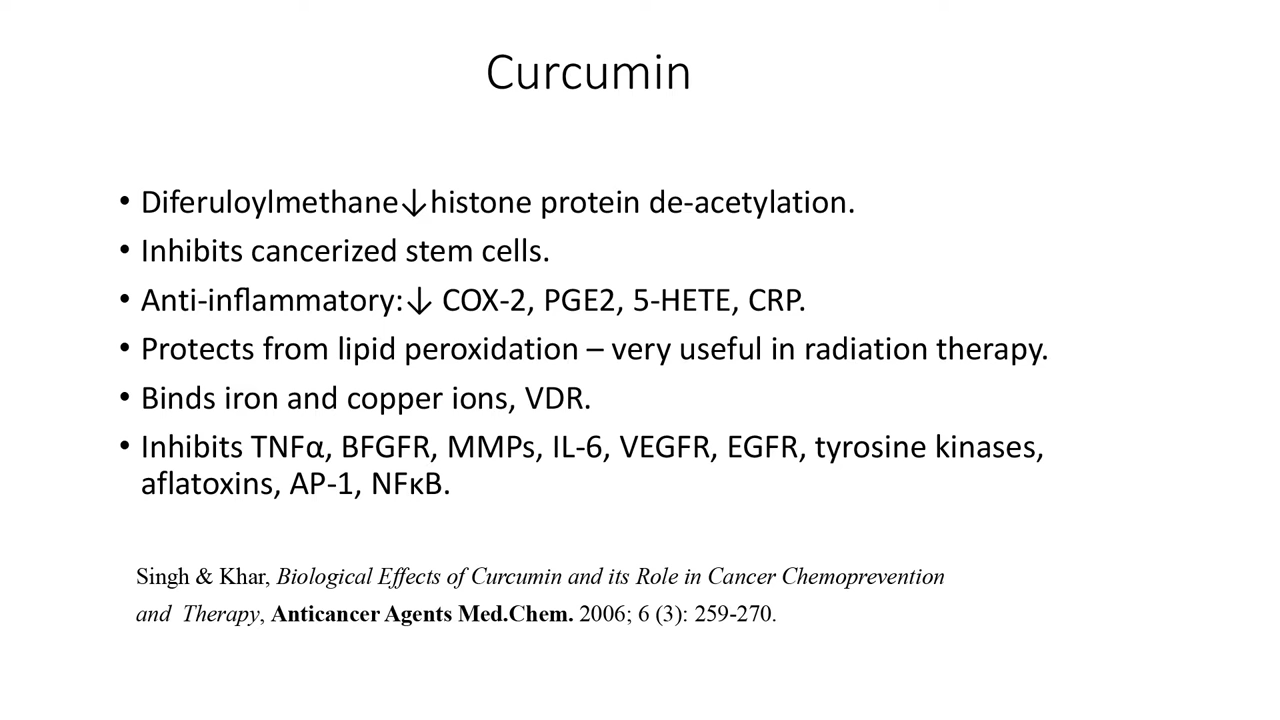 Curcumin
• Diferuloylmethane↓histone protein de-acetylation.
• Inhibits cancerized stem cells.
• Anti-inflammatory:↓ COX-2, PGE2, 5-HETE, CRP.
• Protects from lipid peroxidation – very useful in radiation therapy.
• Binds iron and copper ions, VDR.
• Inhibits TNFα, BFGFR, MMPs, IL-6, VEGFR, EGFR, tyrosine kinases,
aflatoxins, AP-1, NFκB.
Singh & Khar, Biological Effects of Curcumin and its Role in Cancer Chemoprevention
and Therapy, Anticancer Agents Med.Chem. 2006; 6 (3): 259-270.